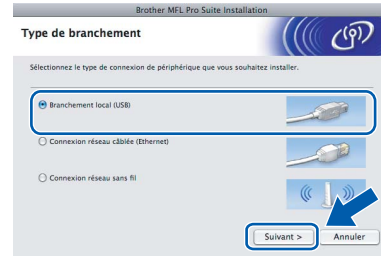 Brother MFL Pro Suite Installation
Type de branchement
Sélectionnez le type de connexion de périphérique que vous souhaitez installer.
Branchement local (USB)
Connexion réseau câblée (Ethernet)
Connexion réseau sans fil
Suivant >
Annuler